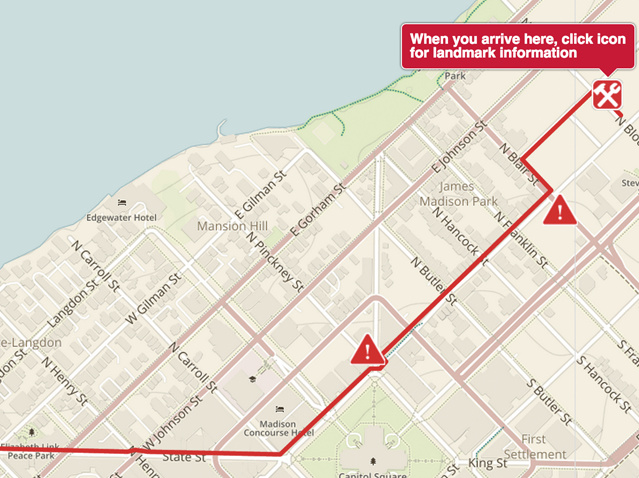 When you arrive here, click icon
for landmark information
Park
N Blo
E Johnson St
N Blair St
Stev
James
Madison Park
E Gilman St
E Gorham St
Edgewater Hotel
Mansion Hill
N Hancock St
N Franklin St
N Pinckney St
N Carroll St
N Butler St
Langdon St
W Gilman St
e-Langdon
don St
S Fra
N Henry St
N Carroll St
S Hancock St
S Butler St
W Johnson St
Madison
Concourse Hotel
First
Settlement
Elizabeth Link
Peace Park
N Henr
State St
King St
Capitol Square